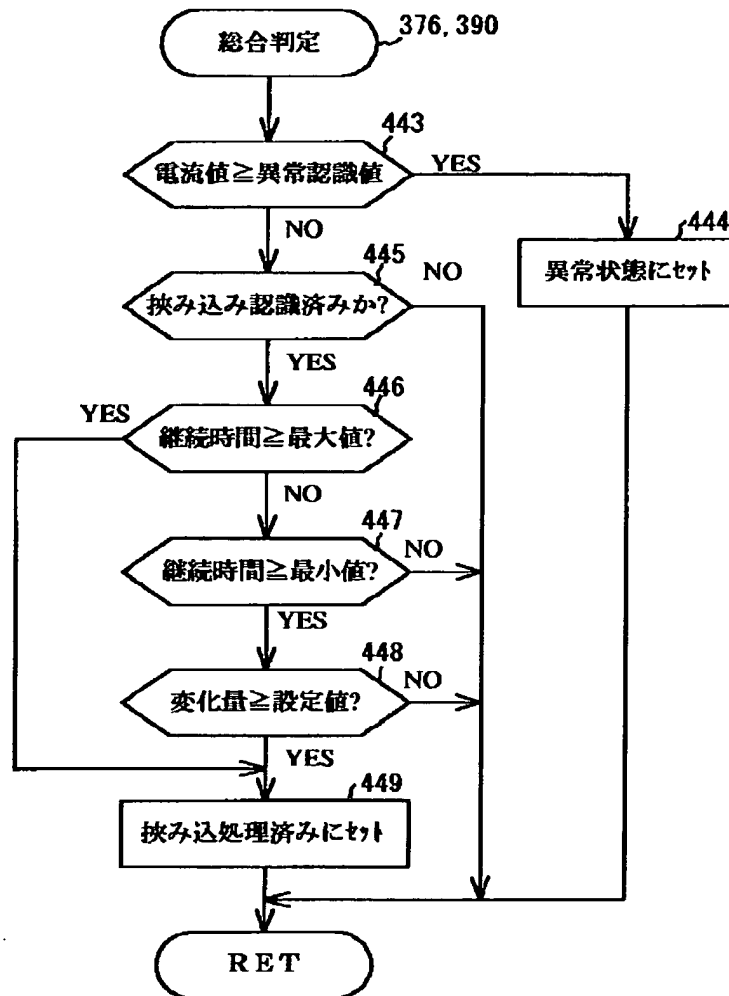 総合判定
376, 390
443
電流値≧異常認識値
YES
NO
444
異常状態にセット
445
挟み込み認識済みか?
NO
YES
446
YES
継続時間≧最大値?
NO
447
継続時間≧最小値?
NO
YES
448
変化量≧設定値?
NO
YES
449
挟み込処理済みにセット
RET